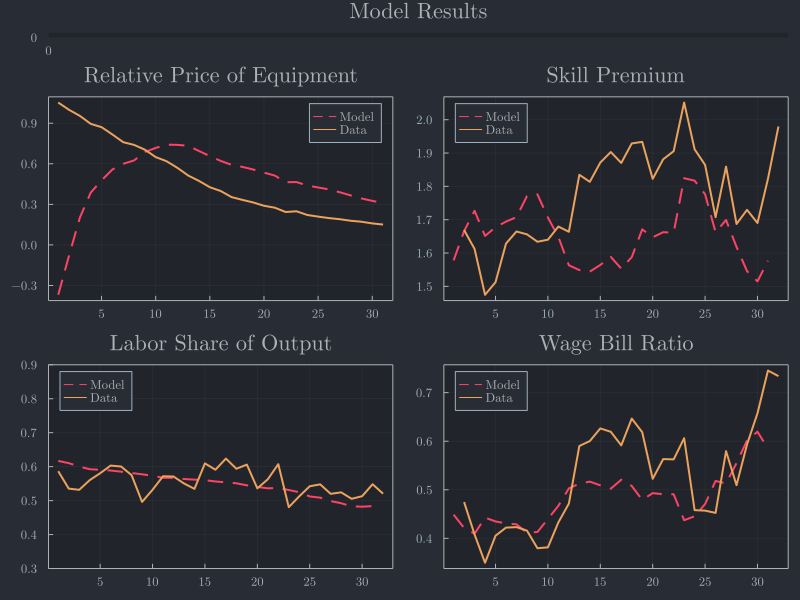 Model Results
0
0
Relative Price of Equipment
Model
Data
0.9
0.6
0.3
0.0
−0.3
5 10 15 20 25 30
Skill Premium
Model
Data
2.0
1.9
1.8
1.7
1.6
1.5
5 10 15 20 25 30
Labor Share of Output
Model
Data
0.9
0.8
0.7
0.6
0.5
0.4
0.3
5 10 15 20 25 30
Wage Bill Ratio
Model
Data
0.7
0.6
0.5
0.4
5 10 15 20 25 30